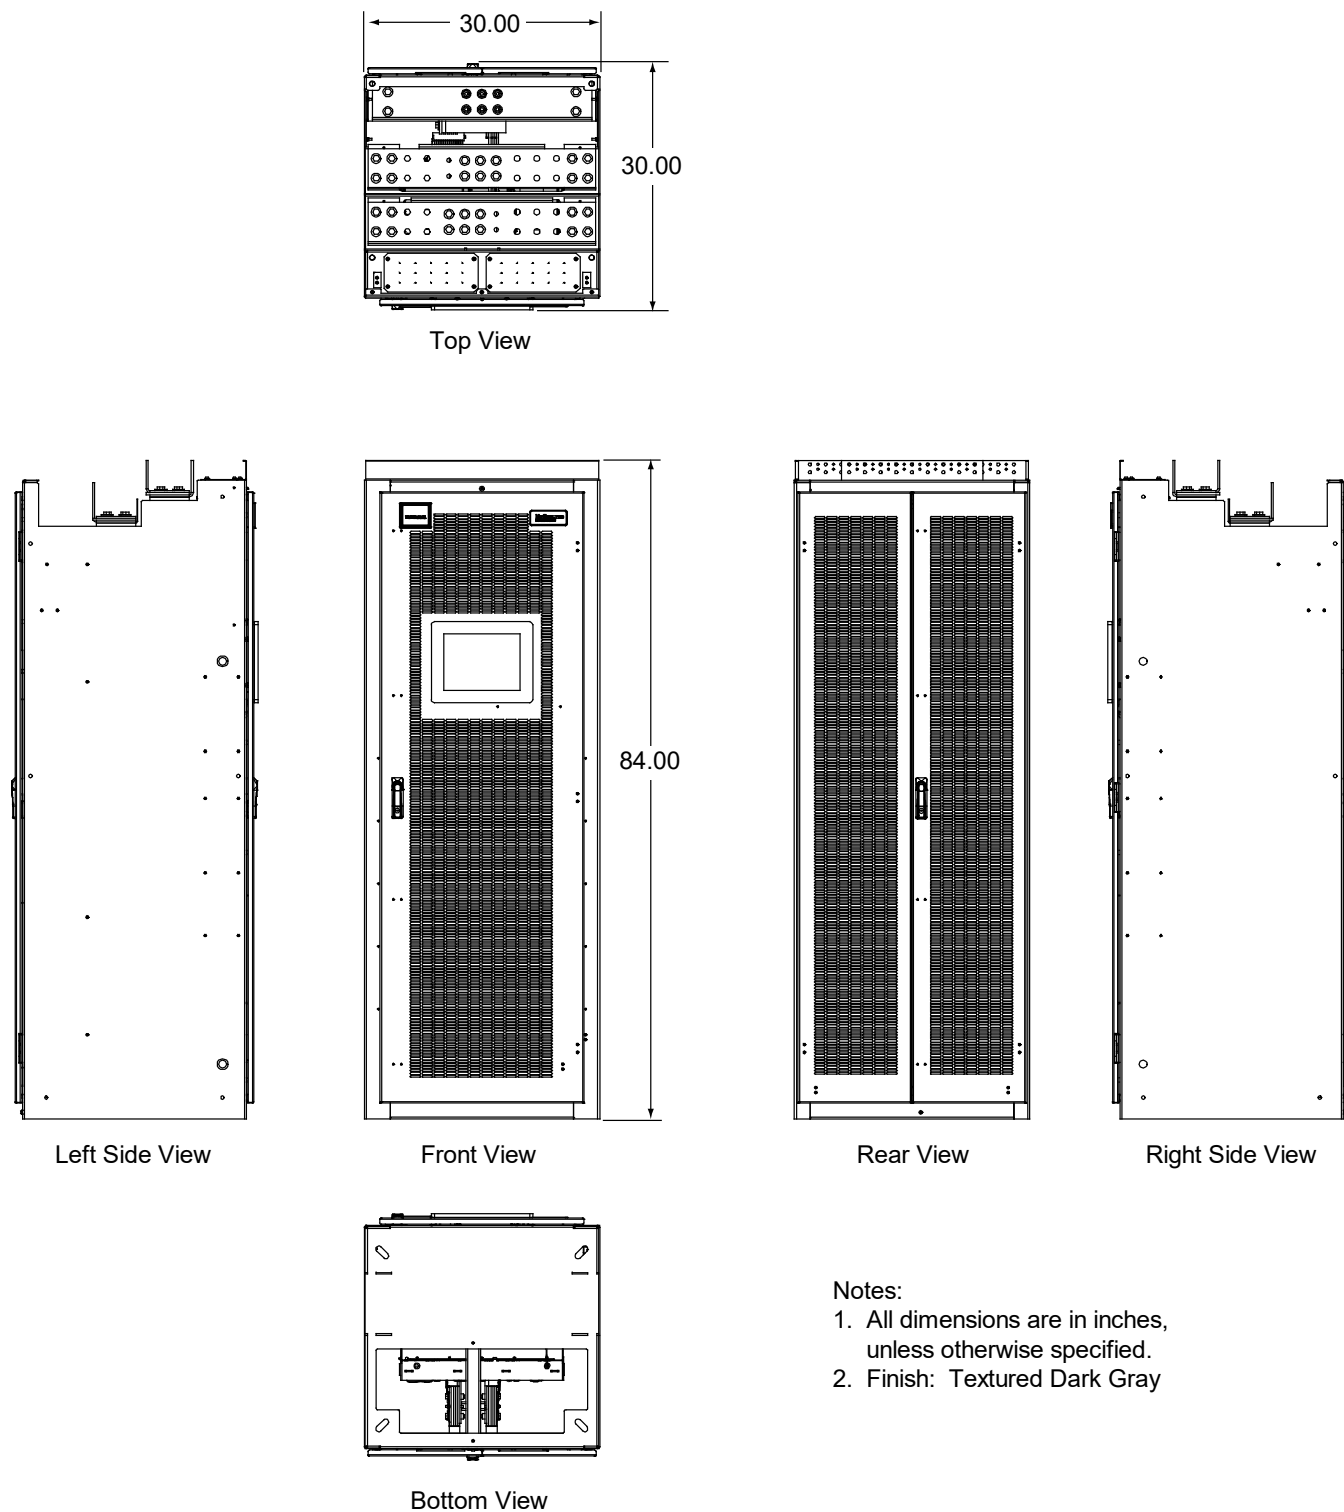 30.00
30.00
Top View
84.00
Left Side View
Front View
Rear View
Right Side View
Notes:
1. All dimensions are in inches,
unless otherwise specified.
2. Finish: Textured Dark Gray
Bottom View